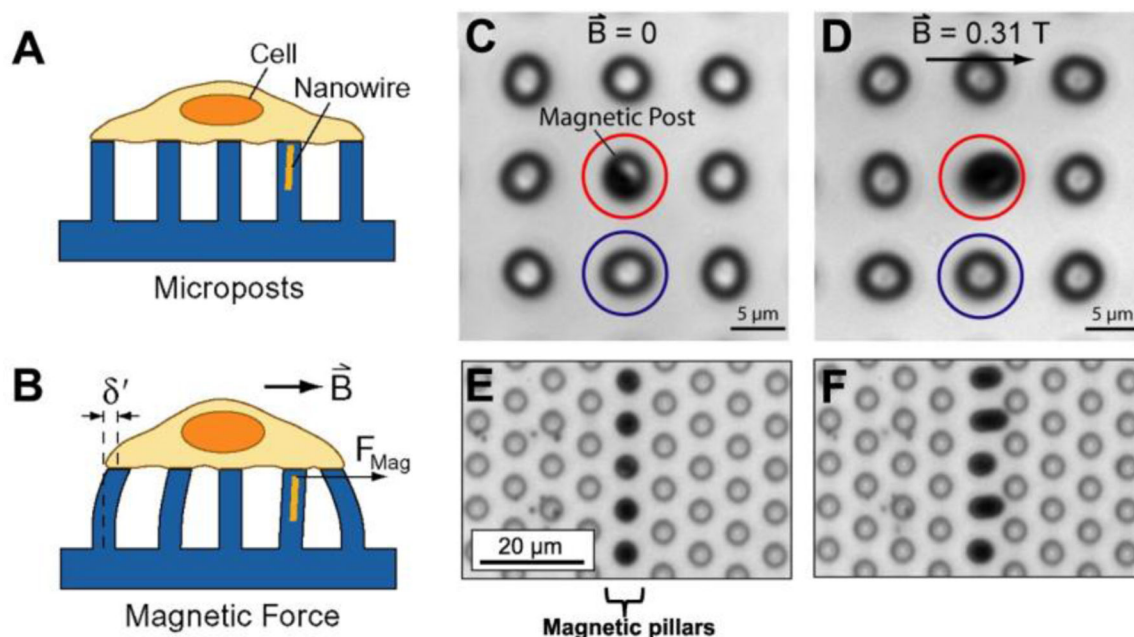 A
Cell
Nanowire
Microposts
B
δ′
B⃗
F_Mag
Magnetic Force
C
B⃗ = 0
Magnetic Post
5 µm
D
B⃗ = 0.31 T
5 µm
E
20 µm
Magnetic pillars
F